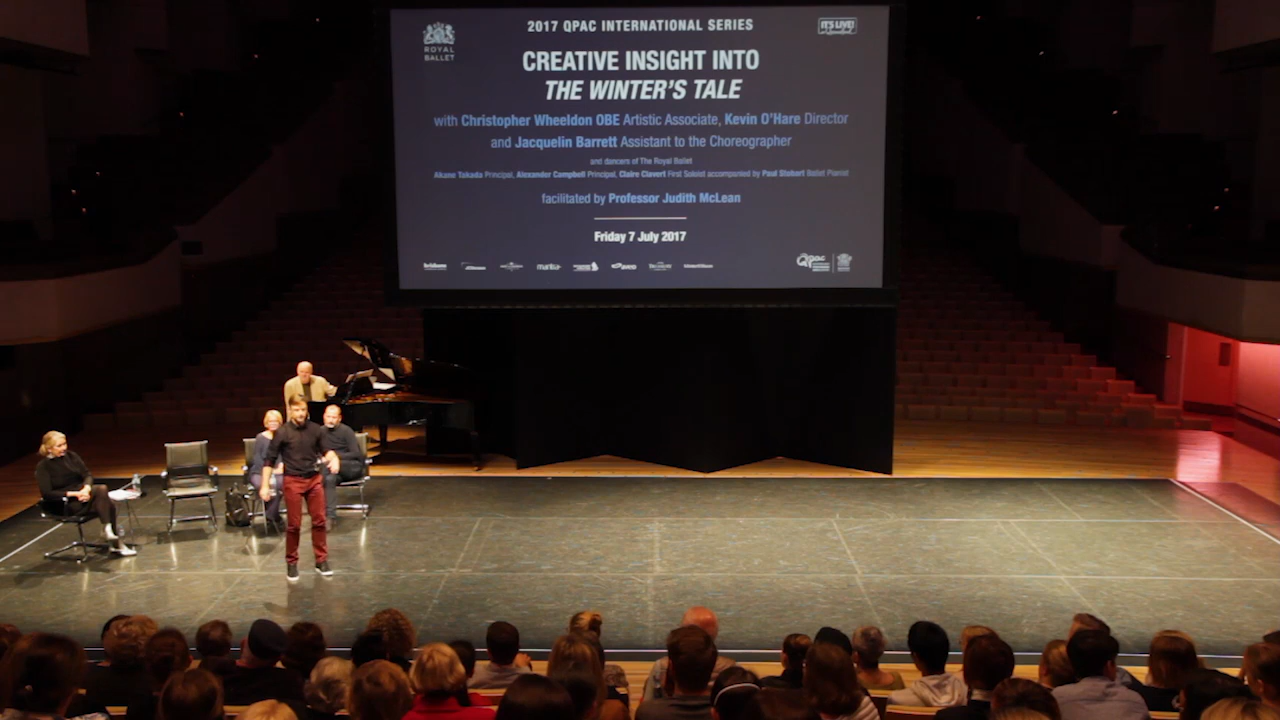 2017 QPAC INTERNATIONAL SERIES
IT'S LIVE!
ROYAL
BALLET
CREATIVE INSIGHT INTO
THE WINTER'S TALE
with Christopher Wheeldon OBE Artistic Associate, Kevin O'Hare Director
and Jacquelin Barrett Assistant to the Choreographer
and dancers of The Royal Ballet
Akane Takada Principal, Alexander Campbell Principal, Claire Calvert First Soloist accompanied by Paul Stobart Ballet Pianist
facilitated by Professor Judith McLean
Friday 7 July 2017
Qpac